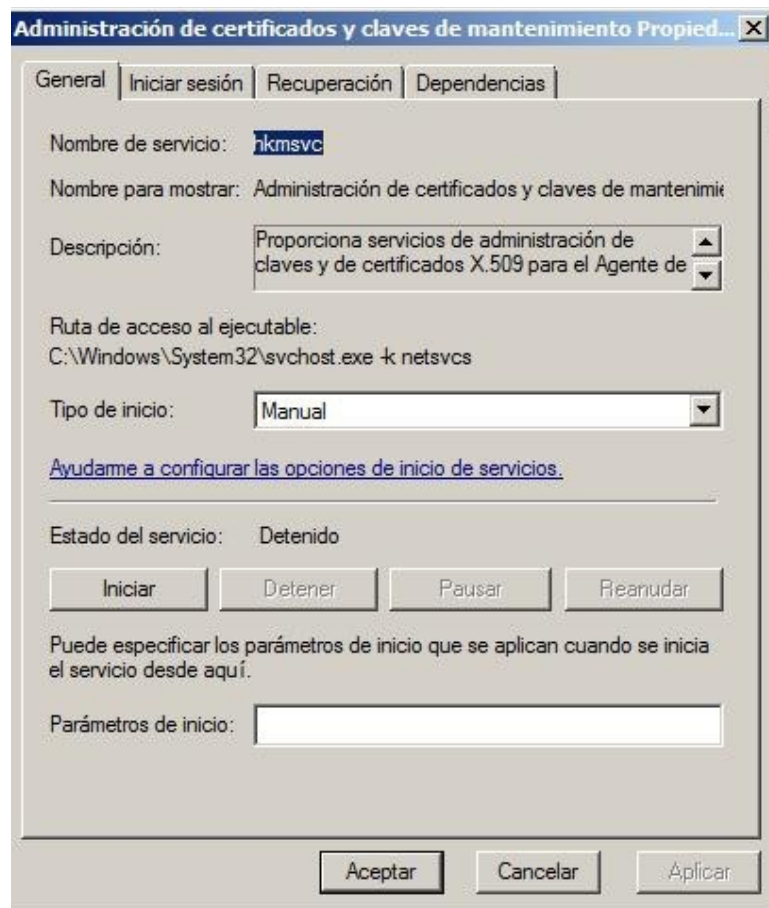 Administración de certificados y claves de mantenimiento Propied...
General
Iniciar sesión
Recuperación
Dependencias
Nombre de servicio: hkmsvc
Nombre para mostrar: Administración de certificados y claves de mantenimie
Descripción: Proporciona servicios de administración de
claves y de certificados X.509 para el Agente de
Ruta de acceso al ejecutable:
C:\Windows\System32\svchost.exe -k netsvcs
Tipo de inicio: Manual
Ayudarme a configurar las opciones de inicio de servicios.
Estado del servicio: Detenido
Iniciar
Detener
Pausar
Reanudar
Puede especificar los parámetros de inicio que se aplican cuando se inicia
el servicio desde aquí.
Parámetros de inicio:
Aceptar
Cancelar
Aplicar